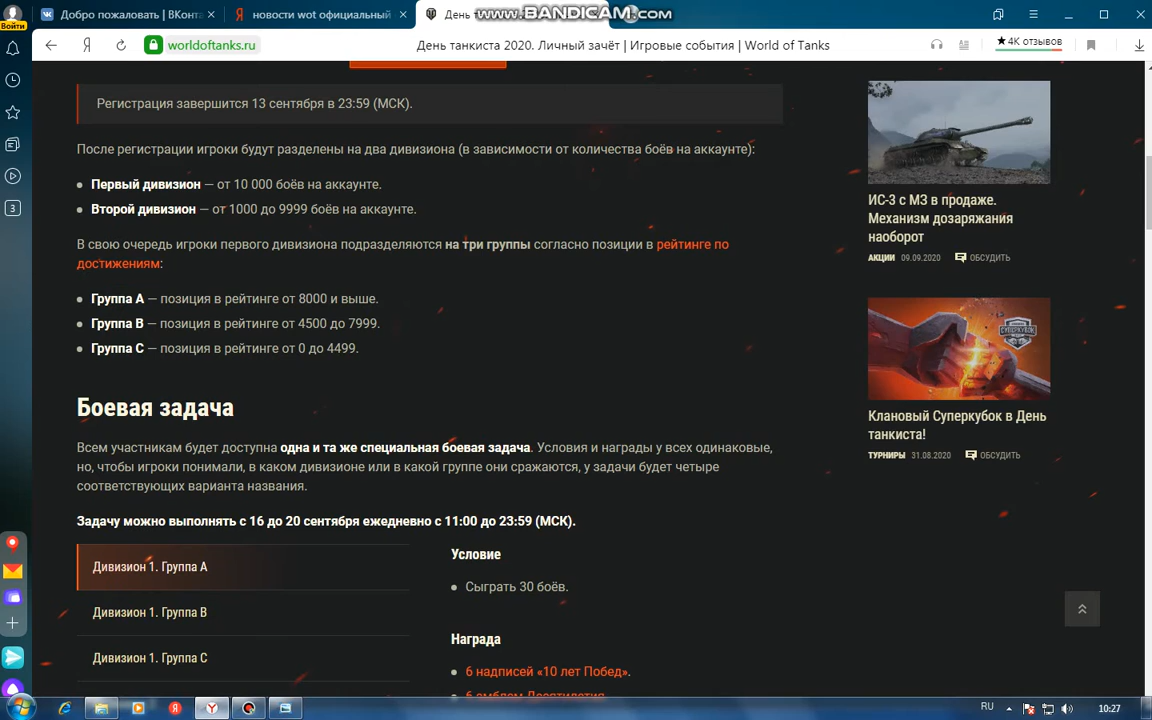 Войти
Добро пожаловать | ВКонта
новости wot официальный
День т
www.BANDICAM.com
worldoftanks.ru
День танкиста 2020. Личный зачёт | Игровые события | World of Tanks
★ 4K отзывов
3
Регистрация завершится 13 сентября в 23:59 (МСК).
После регистрации игроки будут разделены на два дивизиона (в зависимости от количества боёв на аккаунте):
Первый дивизион — от 10 000 боёв на аккаунте.
Второй дивизион — от 1000 до 9999 боёв на аккаунте.
В свою очередь игроки первого дивизиона подразделяются на три группы согласно позиции в рейтинге по
достижениям:
Группа A — позиция в рейтинге от 8000 и выше.
Группа B — позиция в рейтинге от 4500 до 7999.
Группа C — позиция в рейтинге от 0 до 4499.
Боевая задача
Всем участникам будет доступна одна и та же специальная боевая задача. Условия и награды у всех одинаковые,
но, чтобы игроки понимали, в каком дивизионе или в какой группе они сражаются, у задачи будет четыре
соответствующих варианта названия.
Задачу можно выполнять с 16 до 20 сентября ежедневно с 11:00 до 23:59 (МСК).
Дивизион 1. Группа A
Дивизион 1. Группа B
Дивизион 1. Группа C
Условие
Сыграть 30 боёв.
Награда
6 надписей «10 лет Побед».
6 эмблем Десятилетия
ИС-3 с МЗ в продаже.
Механизм дозаряжания
наоборот
АКЦИИ 09.09.2020 ОБСУДИТЬ
СУПЕРКУБОК
Клановый Суперкубок в День
танкиста!
ТУРНИРЫ 31.08.2020 ОБСУДИТЬ
RU
10:27